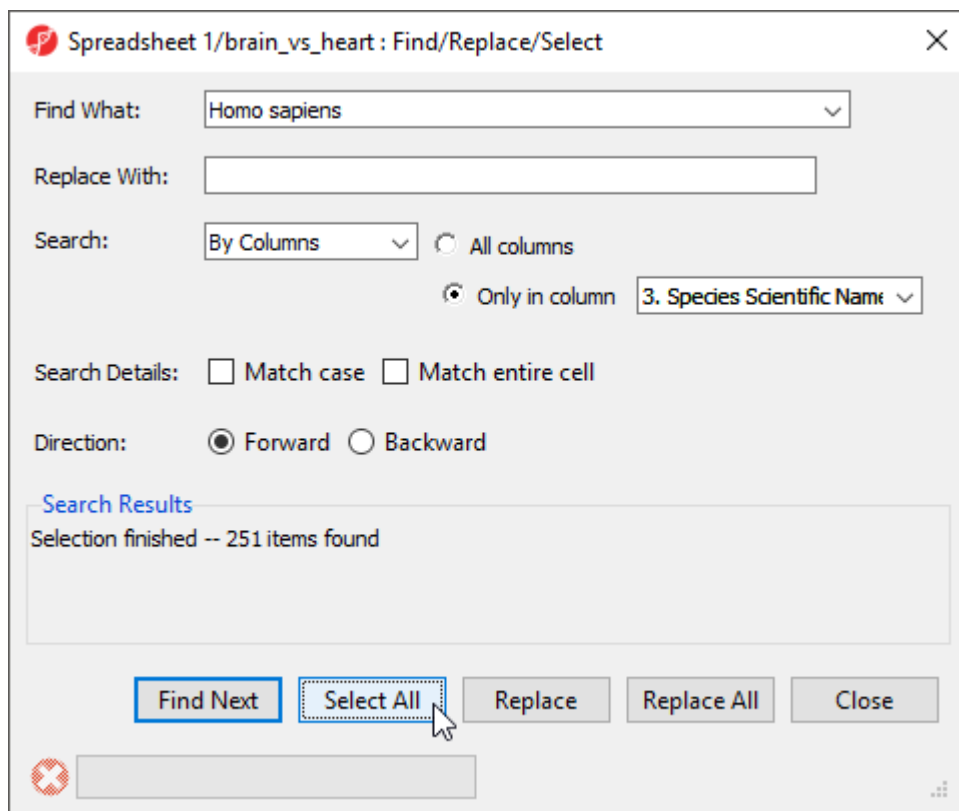 Spreadsheet 1/brain_vs_heart : Find/Replace/Select
Find What: Homo sapiens
Replace With:
Search: By Columns All columns
Only in column 3. Species Scientific Name
Search Details: Match case Match entire cell
Direction: Forward Backward
Search Results
Selection finished -- 251 items found
Find Next Select All Replace Replace All Close